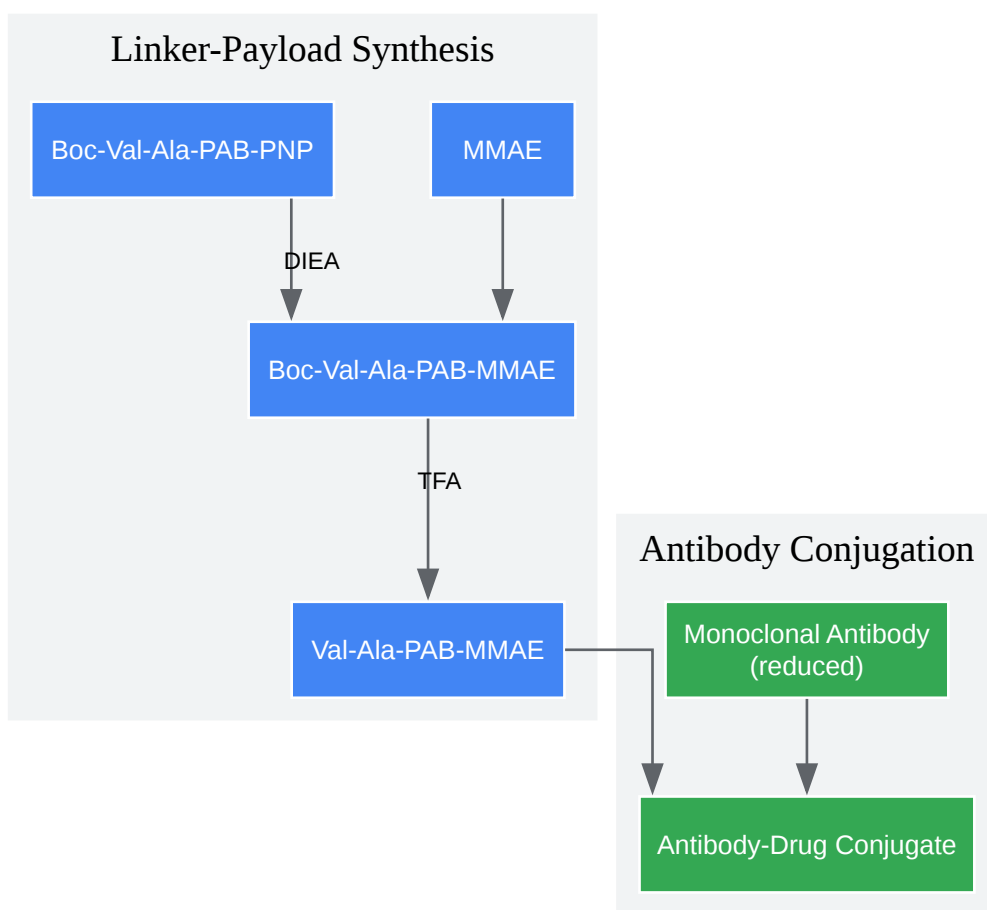 Linker-Payload Synthesis
Boc-Val-Ala-PAB-PNP
MMAE
DIEA
Boc-Val-Ala-PAB-MMAE
TFA
Val-Ala-PAB-MMAE
Antibody Conjugation
Monoclonal Antibody
(reduced)
Antibody-Drug Conjugate